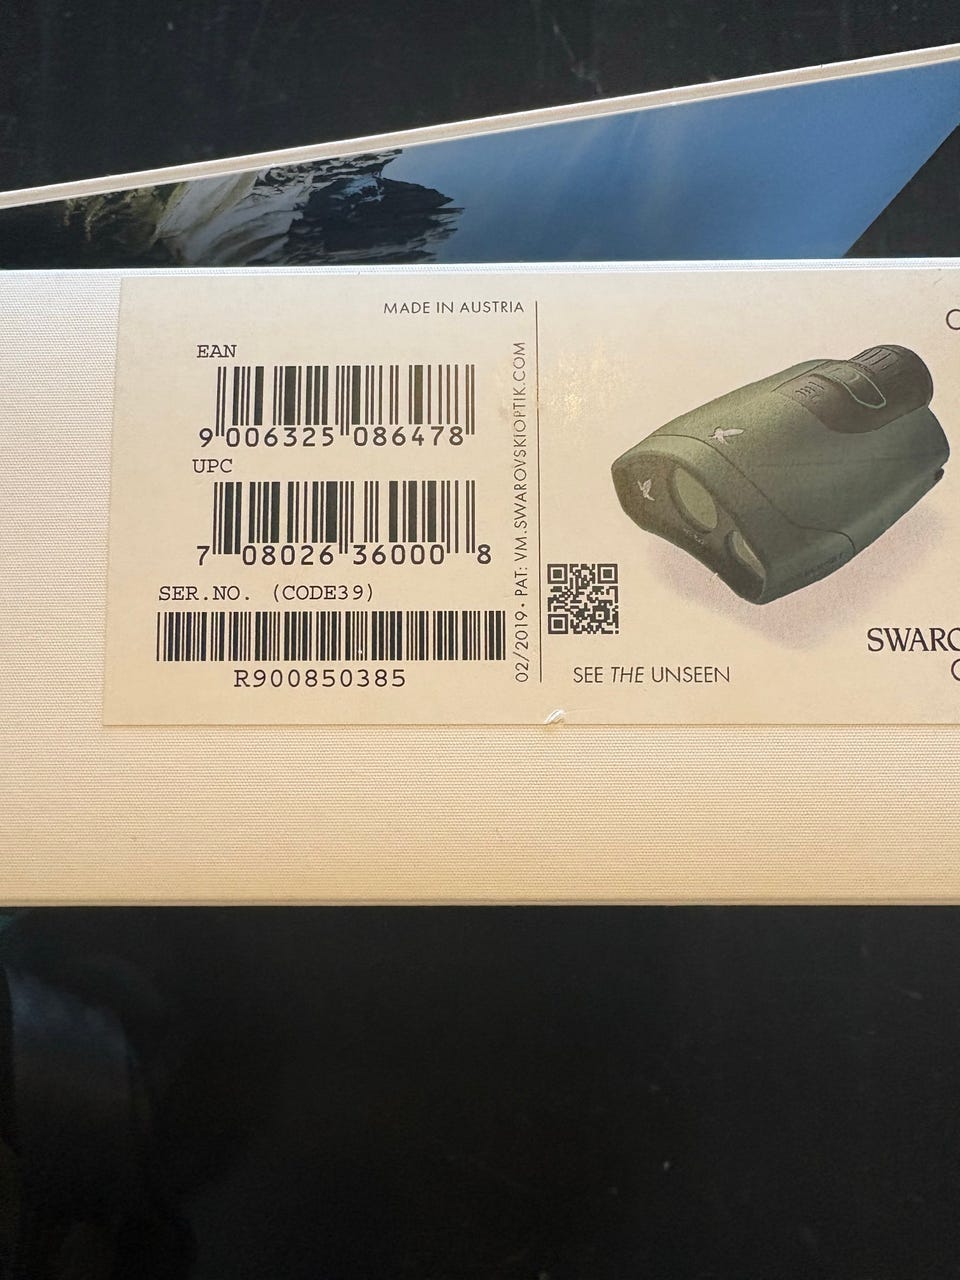 MADE IN AUSTRIA
EAN
9 006325 086478
UPC
7 08026 36000 8
SER.NO. (CODE39)
R900850385
02/2019 • PAT: VM.SWAROVSKIOPTIK.COM
SEE THE UNSEEN
SWARO